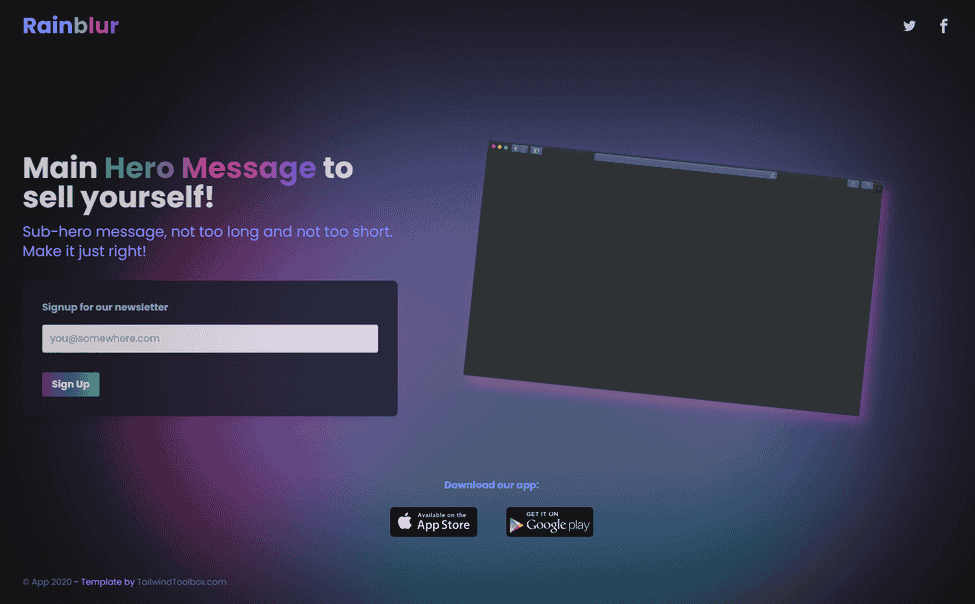 Rainblur
Main Hero Message to
sell yourself!
Sub-hero message, not too long and not too short.
Make it just right!
Signup for our newsletter
you@somewhere.com
Sign Up
Download our app:
Available on the
App Store
GET IT ON
Google play
© App 2020 - Template by TailwindToolbox.com